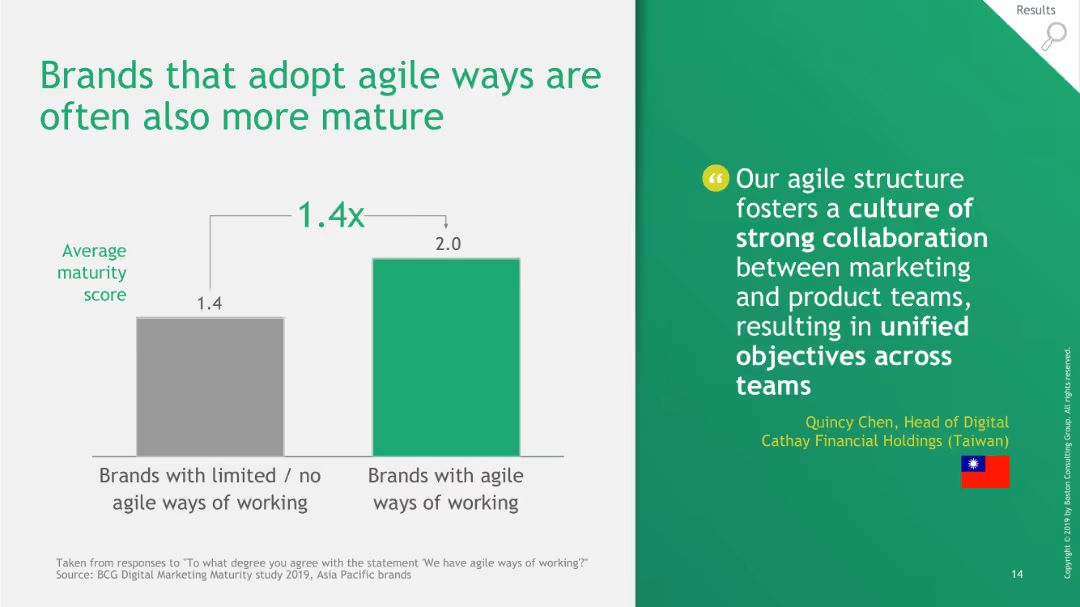 Results
Brands that adopt agile ways are
often also more mature
1.4x
Average
maturity
score
1.4
2.0
Brands with limited / no
agile ways of working
Brands with agile
ways of working
Taken from responses to "To what degree you agree with the statement 'We have agile ways of working?"
Source: BCG Digital Marketing Maturity study 2019, Asia Pacific brands
“
Our agile structure
fosters a culture of
strong collaboration
between marketing
and product teams,
resulting in unified
objectives across
teams
Quincy Chen, Head of Digital
Cathay Financial Holdings (Taiwan)
14
Copyright © 2019 by Boston Consulting Group. All rights reserved.